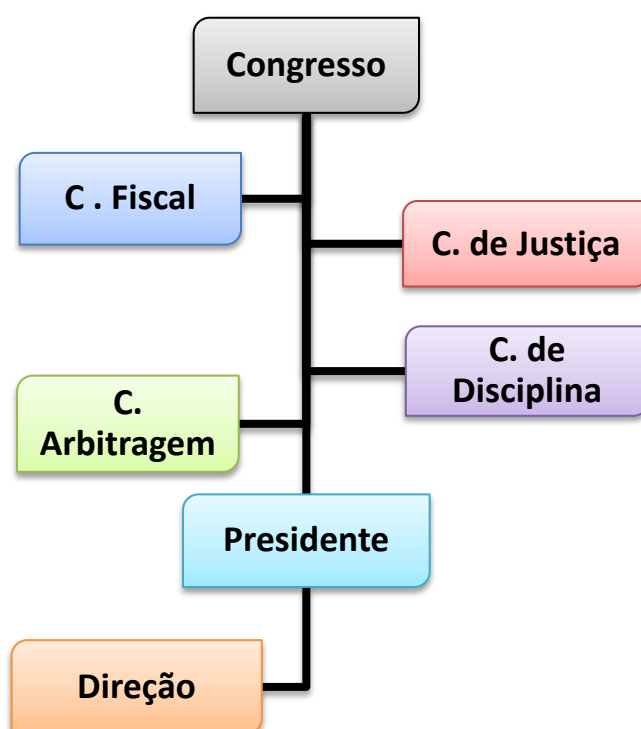 Congresso
C . Fiscal
C. de Justiça
C. de
Disciplina
C.
Arbitragem
Presidente
Direção